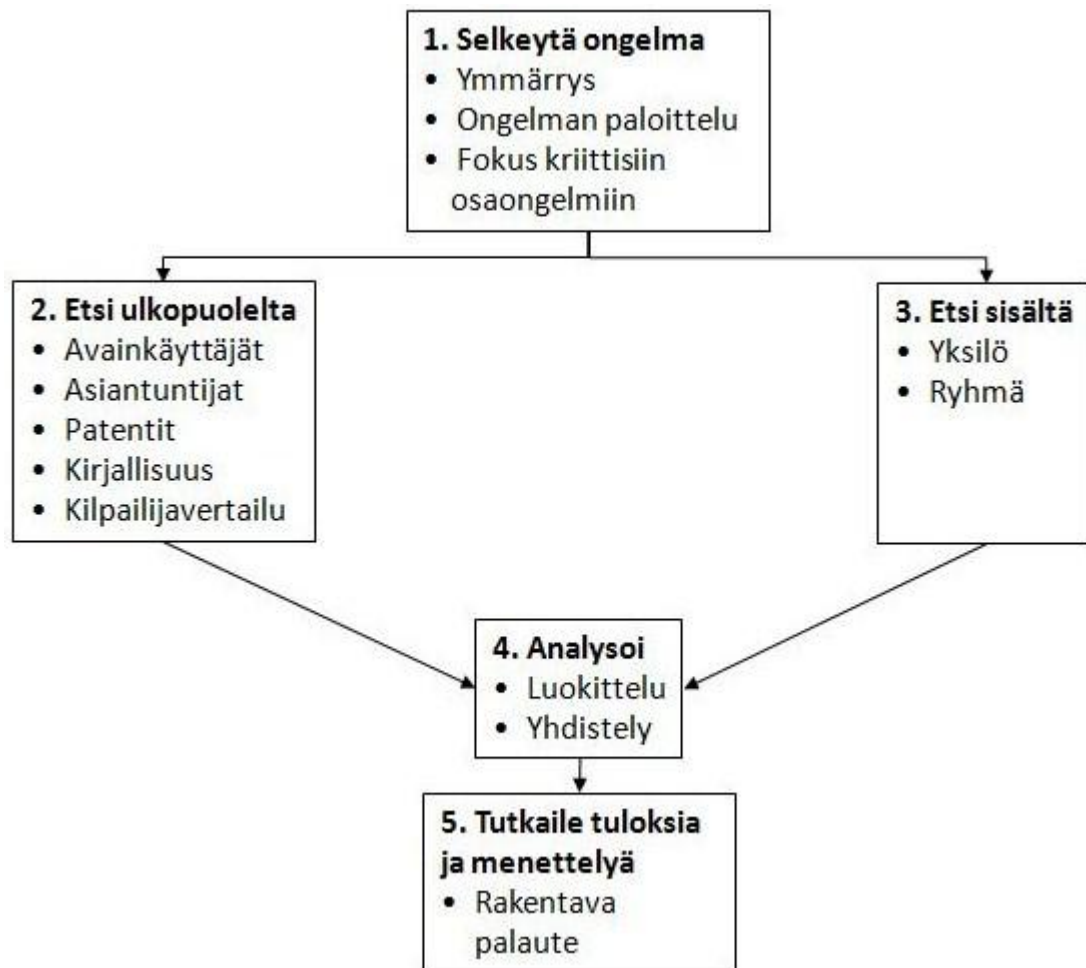 1. Selkeytä ongelma
• Ymmärrys
• Ongelman paloittelu
• Fokus kriittisiin
osaongelmiin
2. Etsi ulkopuolelta
• Avainkäyttäjät
• Asiantuntijat
• Patentit
• Kirjallisuus
• Kilpailijavertailu
3. Etsi sisältä
• Yksilö
• Ryhmä
4. Analysoi
• Luokittelu
• Yhdistely
5. Tutkaile tuloksia
ja menettelyä
• Rakentava
palaute